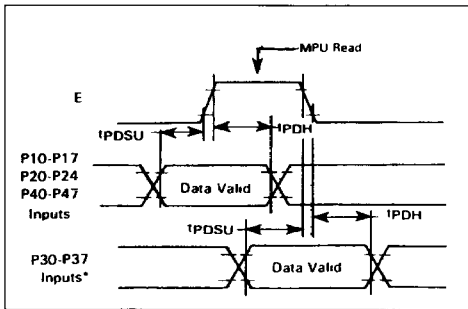 MPU Read
E
tPDSU
tPDH
P10-P17
P20-P24
P40-P47
Inputs
Data Valid
tPDSU
tPDH
P30-P37
Inputs*
Data Valid